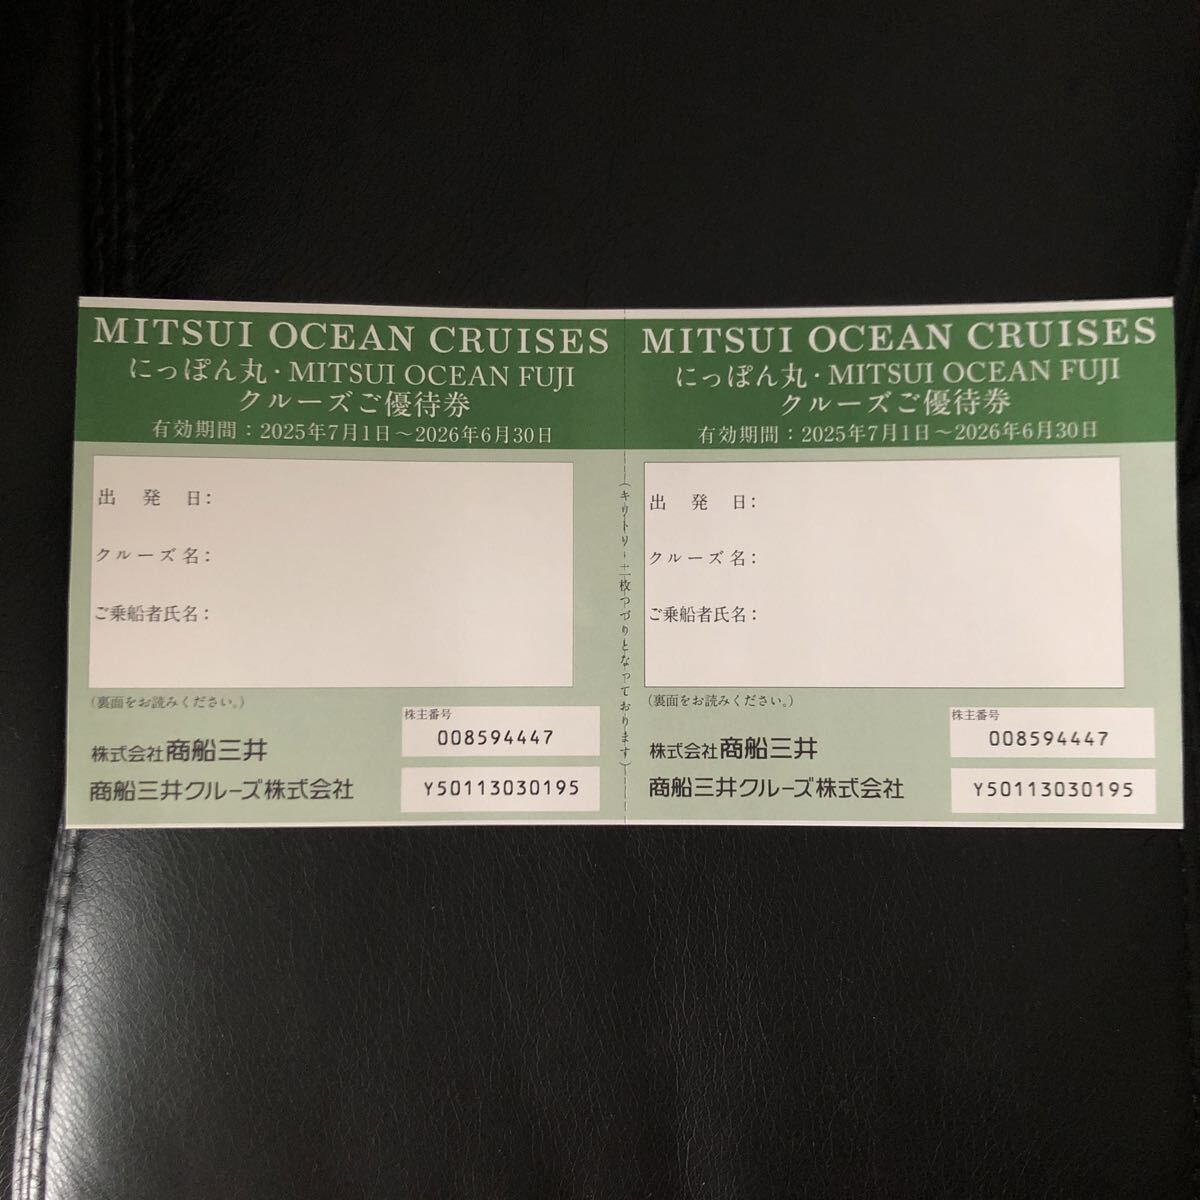 MITSUI OCEAN CRUISES
にっぽん丸・MITSUI OCEAN FUJI
クルーズご優待券
有効期間：2025年7月1日～2026年6月30日
出　発　日：
クルーズ名：
ご乗船者氏名：
（裏面をお読みください。）
株式会社商船三井
商船三井クルーズ株式会社
株主番号
008594447
Y50113030195
MITSUI OCEAN CRUISES
にっぽん丸・MITSUI OCEAN FUJI
クルーズご優待券
有効期間：2025年7月1日～2026年6月30日
出　発　日：
クルーズ名：
ご乗船者氏名：
（裏面をお読みください。）
株式会社商船三井
商船三井クルーズ株式会社
株主番号
008594447
Y50113030195
枚つづりとなっております）